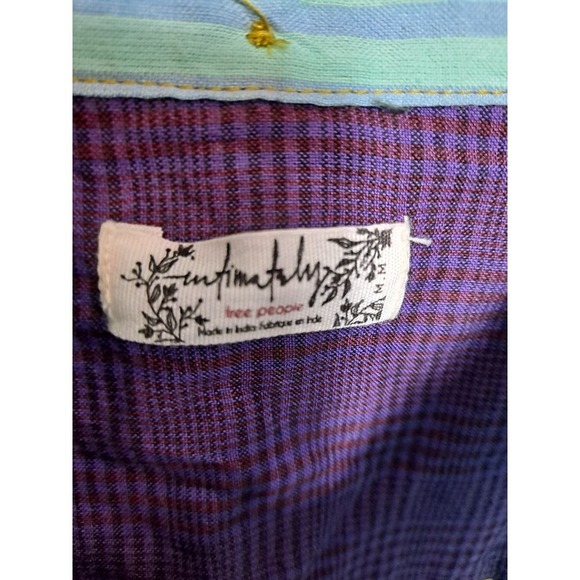 intimately
free people
Made in India. Fabriqué en Inde
M.M